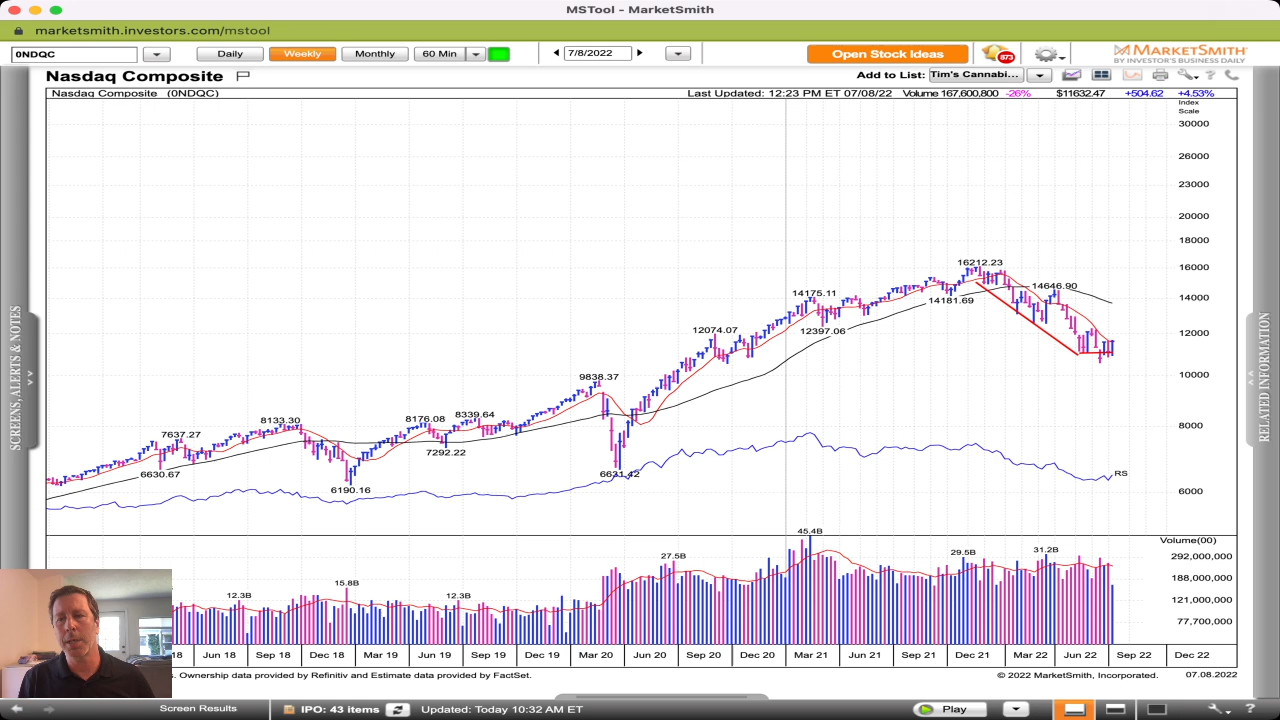 MSTool - MarketSmith
marketsmith.investors.com/mstool
0NDQC Daily Weekly Monthly 60 Min 7/8/2022 Open Stock Ideas 873 MARKETSMITH
BY INVESTOR'S BUSINESS DAILY
Nasdaq Composite Add to List: Tim's Cannabi... ?
Nasdaq Composite (0NDQC) Last Updated: 12:23 PM ET 07/08/22 Volume 167,600,800 -26% $11632.47 +504.62 +4.53%
Index
Scale
30000
26000
23000
20000
18000
16212.23 16000
14646.90
14175.11 14181.69 14000
12074.07 12397.06 12000
9838.37 10000
8133.30 8176.08 8339.64 8000
7637.27
7292.22
6630.67 6631.42 RS
6190.16 6000
45.4B
Volume(00)
27.5B 29.5B 31.2B 292,000,000
15.8B 188,000,000
12.3B 12.3B 121,000,000
77,700,000
18 Jun 18 Sep 18 Dec 18 Mar 19 Jun 19 Sep 19 Dec 19 Mar 20 Jun 20 Sep 20 Dec 20 Mar 21 Jun 21 Sep 21 Dec 21 Mar 22 Jun 22 Sep 22 Dec 22
s. Ownership data provided by Refinitiv and Estimate data provided by FactSet. © 2022 MarketSmith, Incorporated. 07.08.2022
Screen Results IPO: 43 items Updated: Today 10:32 AM ET Play ?
SCREENS, ALERTS & NOTES
RELATED INFORMATION